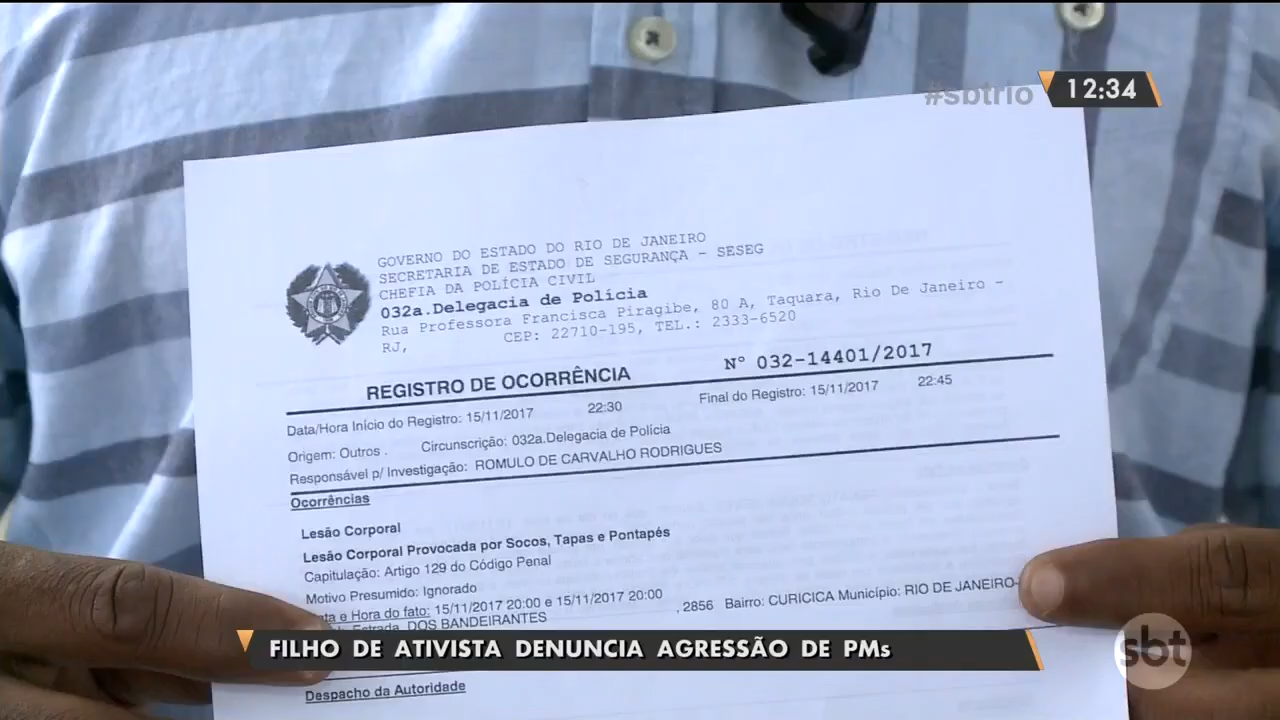 #sbtrio
12:34
GOVERNO DO ESTADO DO RIO DE JANEIRO
SECRETARIA DE ESTADO DE SEGURANÇA - SESEG
CHEFIA DA POLÍCIA CIVIL
032a.Delegacia de Polícia
Rua Professora Francisca Piragibe, 80 A, Taquara, Rio De Janeiro -
RJ, CEP: 22710-195, TEL.: 2333-6520
REGISTRO DE OCORRÊNCIA Nº 032-14401/2017
Data/Hora Início do Registro: 15/11/2017 22:30 Final do Registro: 15/11/2017 22:45
Origem: Outros . Circunscrição: 032a.Delegacia de Polícia
Responsável p/ Investigação: ROMULO DE CARVALHO RODRIGUES
Ocorrências
Lesão Corporal
Lesão Corporal Provocada por Socos, Tapas e Pontapés
Capitulação: Artigo 129 do Código Penal
Motivo Presumido: Ignorado
ta e Hora do fato: 15/11/2017 20:00 e 15/11/2017 20:00
Estrada, DOS BANDEIRANTES , 2856 Bairro: CURICICA Município: RIO DE JANEIRO-
FILHO DE ATIVISTA DENUNCIA AGRESSÃO DE PMs
sbt
Despacho da Autoridade